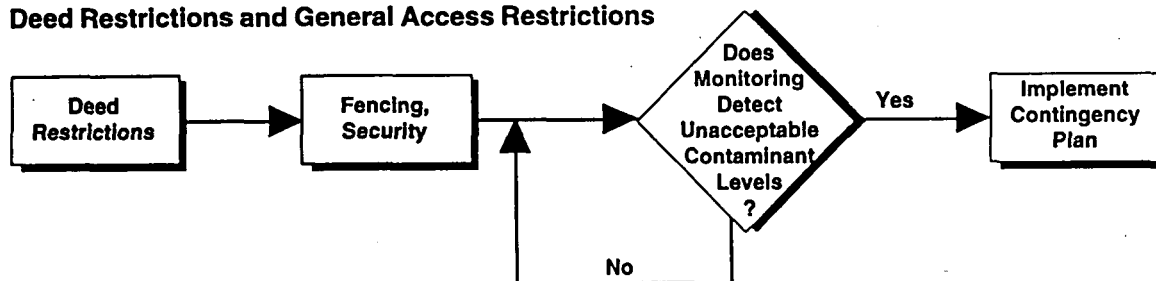 Deed Restrictions and General Access Restrictions
Deed
Restrictions
Fencing,
Security
Does
Monitoring
Detect
Unacceptable
Contaminant
Levels
?
Yes
Implement
Contingency
Plan
No